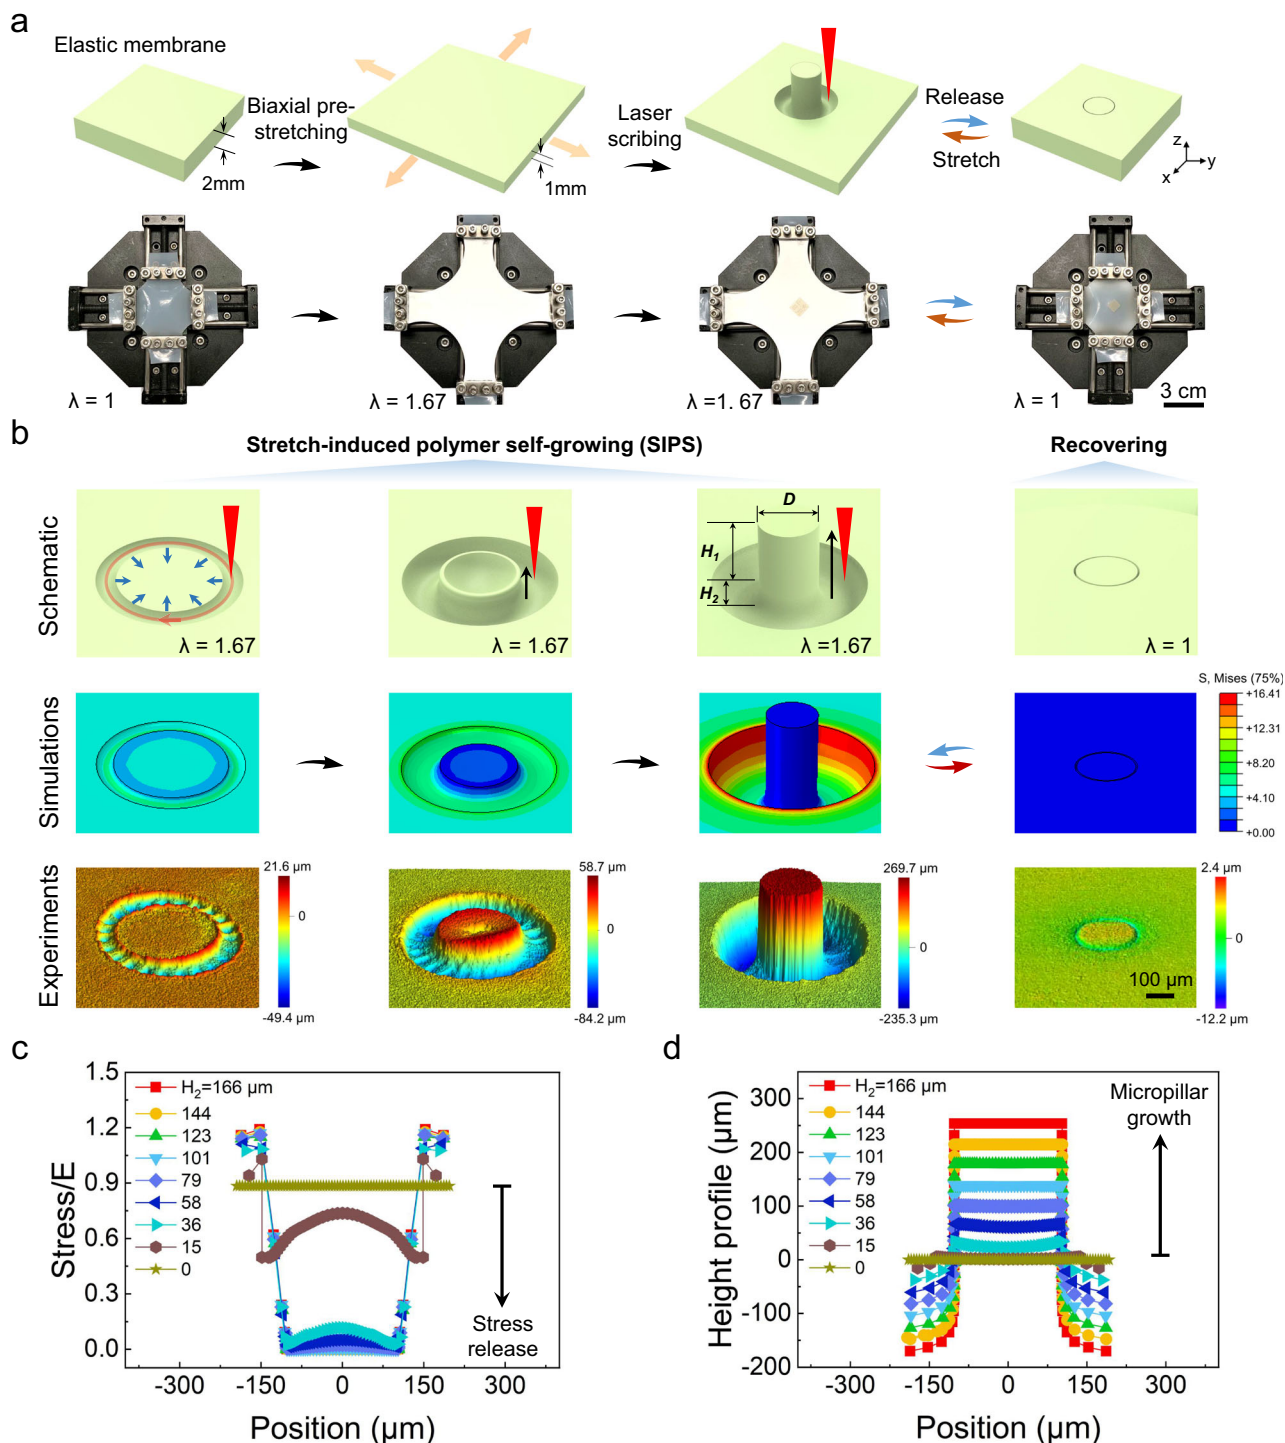 a
Elastic membrane
Biaxial pre-
stretching
Laser
scribing
Release
Stretch
2mm
1mm
z
y
x
λ = 1
λ = 1.67
λ =1. 67
λ = 1
3 cm
b
Stretch-induced polymer self-growing (SIPS)
Recovering
Schematic
λ = 1.67
λ = 1.67
D
H1
H2
λ =1.67
λ = 1
Simulations
S, Mises (75%)
+16.41
+12.31
+8.20
+4.10
+0.00
Experiments
21.6 µm
0
-49.4 µm
58.7 µm
0
-84.2 µm
269.7 µm
0
-235.3 µm
2.4 µm
0
-12.2 µm
100 µm
c
Stress/E
1.5
1.2
0.9
0.6
0.3
0.0
H2=166 µm
144
123
101
79
58
36
15
0
Stress
release
-300
-150
0
150
300
Position (µm)
d
Height profile (µm)
300
200
100
0
-100
-200
H2=166 µm
144
123
101
79
58
36
15
0
Micropillar
growth
-300
-150
0
150
300
Position (µm)